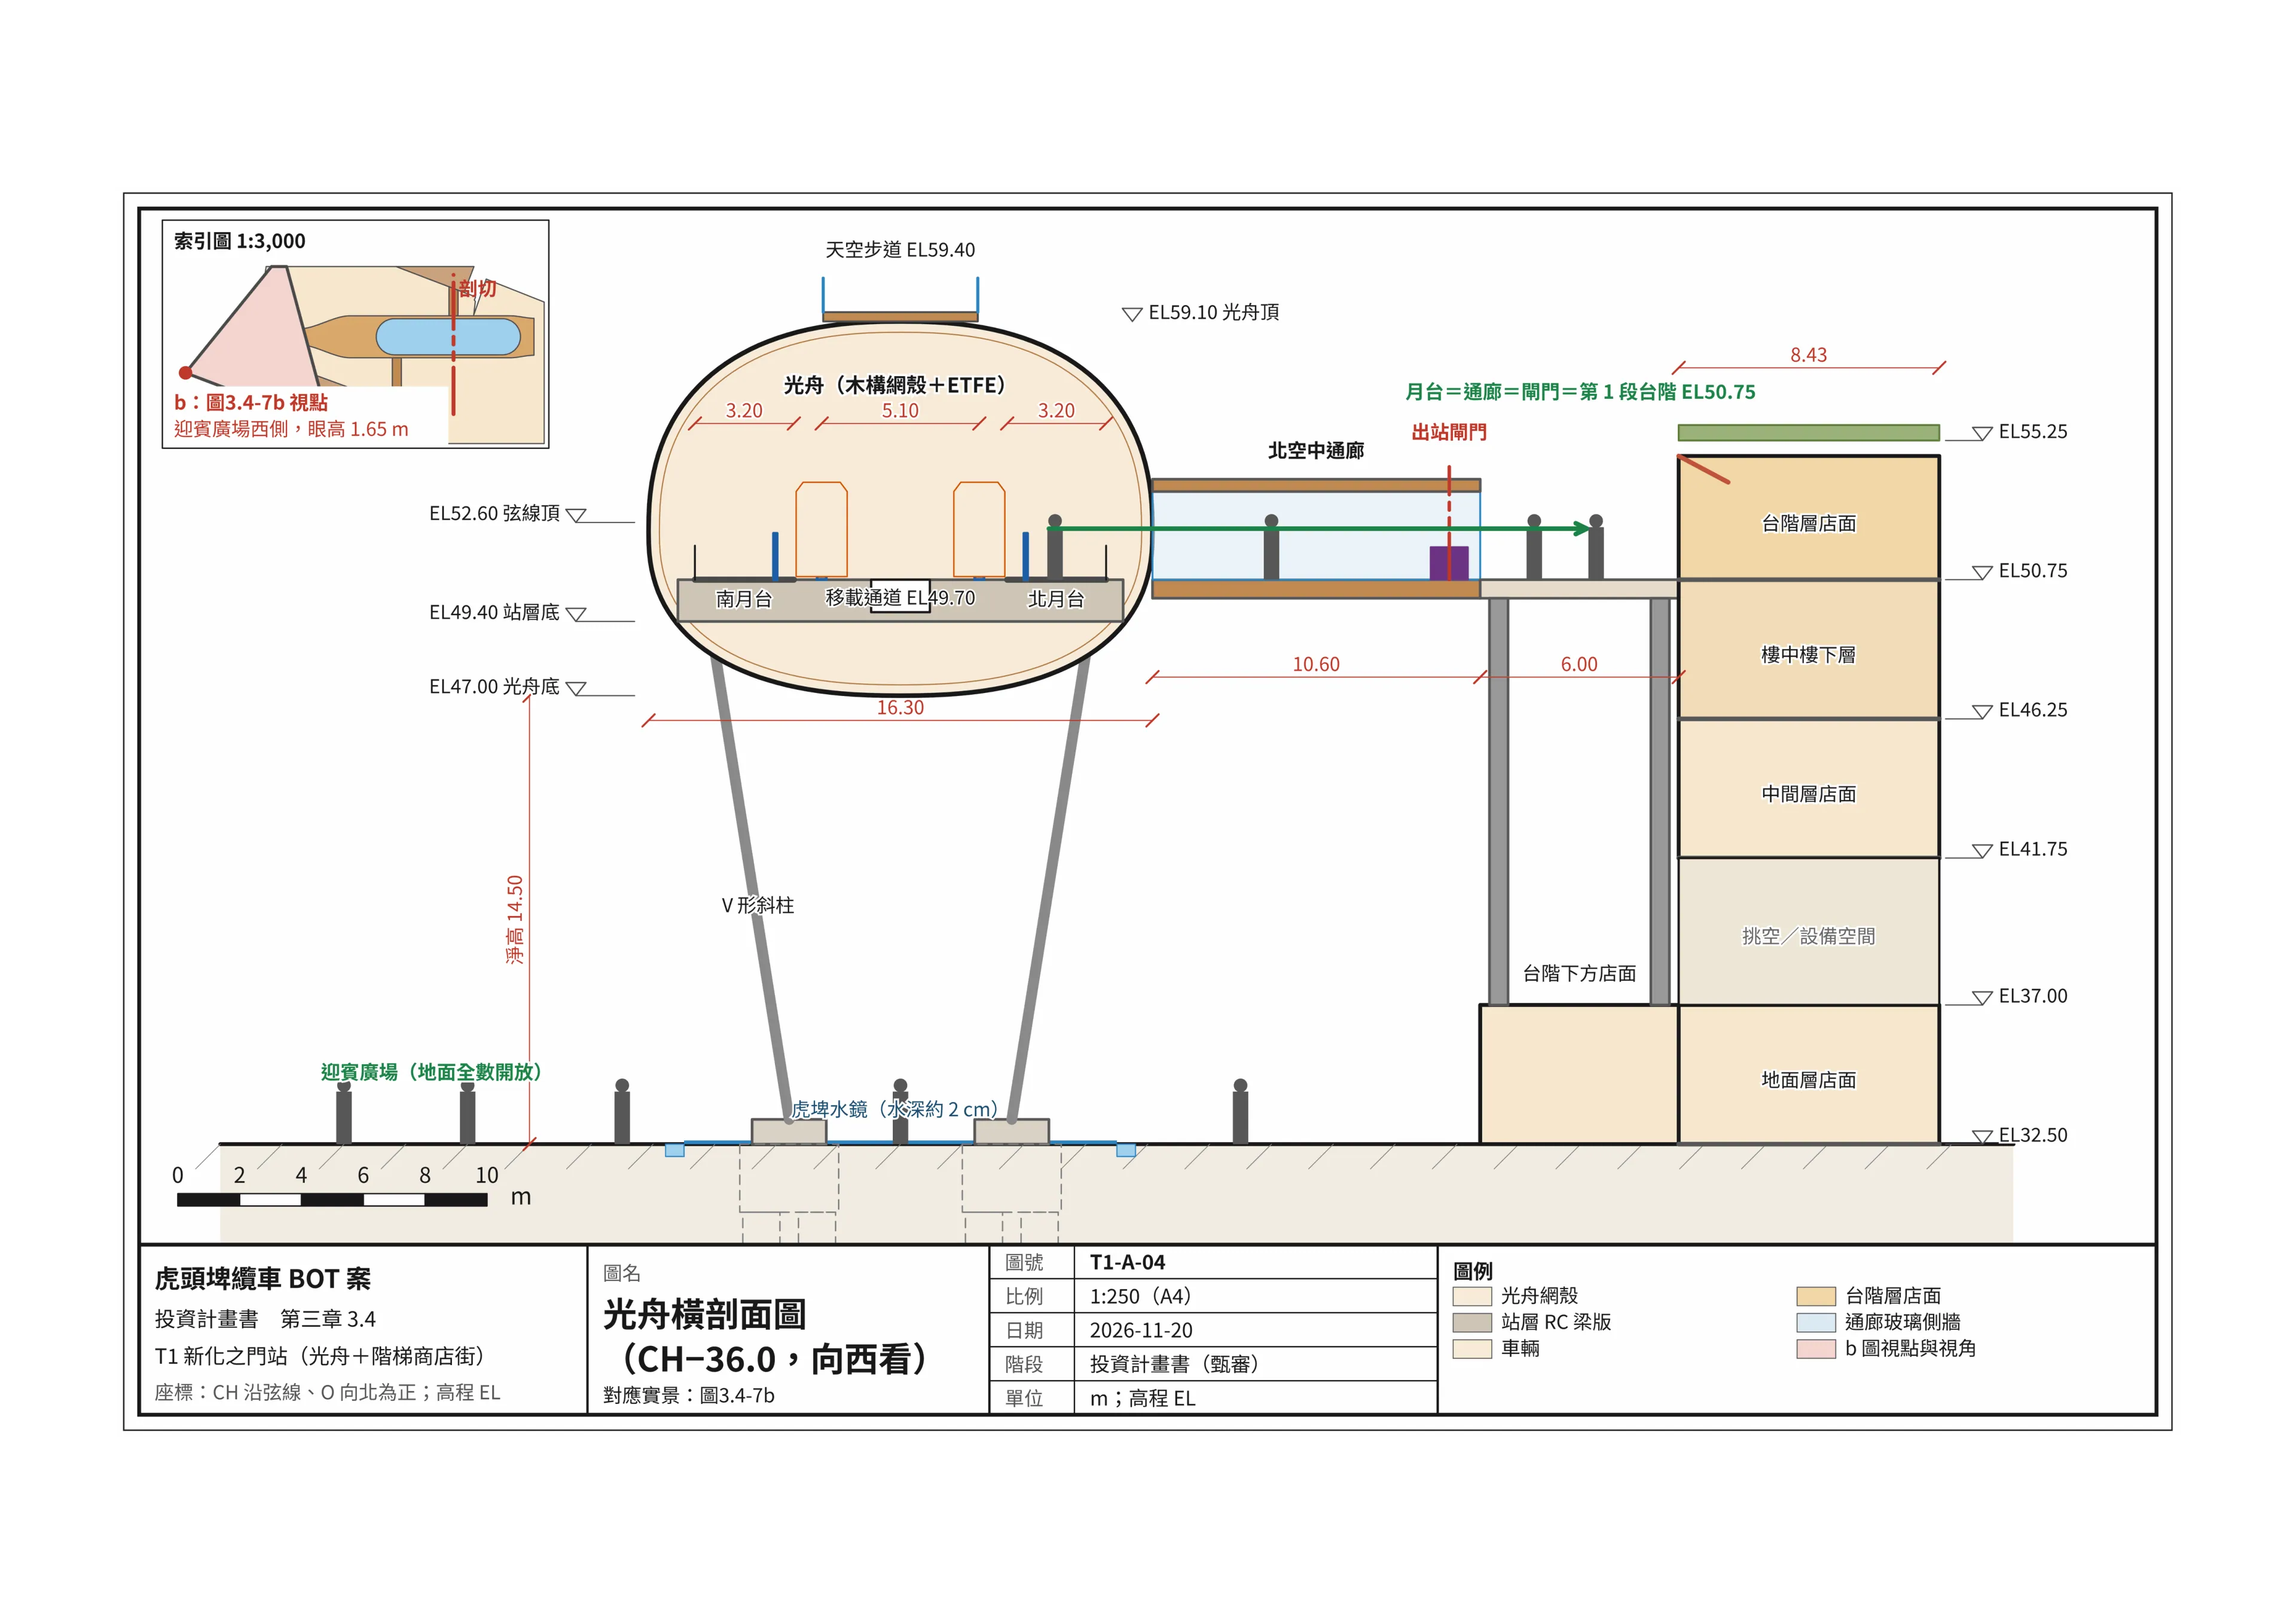 索引圖 1:3,000
剖切
b：圖3.4-7b 視點
迎賓廣場西側，眼高 1.65 m
天空步道 EL59.40
EL59.10 光舟頂
光舟（木構網殼＋ETFE）
3.20
5.10
3.20
8.43
月台＝通廊＝閘門＝第 1 段台階 EL50.75
出站閘門
北空中通廊
EL55.25
EL52.60 弦線頂
台階層店面
EL50.75
EL49.40 站層底
南月台
移載通道 EL49.70
北月台
樓中樓下層
10.60
6.00
EL47.00 光舟底
16.30
EL46.25
中間層店面
EL41.75
V 形斜柱
淨高 14.50
挑空／設備空間
台階下方店面
EL37.00
迎賓廣場（地面全數開放）
地面層店面
虎埤水鏡（水深約 2 cm）
EL32.50
0 2 4 6 8 10
m
虎頭埤纜車 BOT 案
投資計畫書　第三章 3.4
T1 新化之門站（光舟＋階梯商店街）
座標：CH 沿弦線、O 向北為正；高程 EL
圖名
光舟橫剖面圖
（CH−36.0，向西看）
對應實景：圖3.4-7b
圖號 T1-A-04
比例 1:250（A4）
日期 2026-11-20
階段 投資計畫書（甄審）
單位 m；高程 EL
圖例
光舟網殼
站層 RC 梁版
車輛
台階層店面
通廊玻璃側牆
b 圖視點與視角